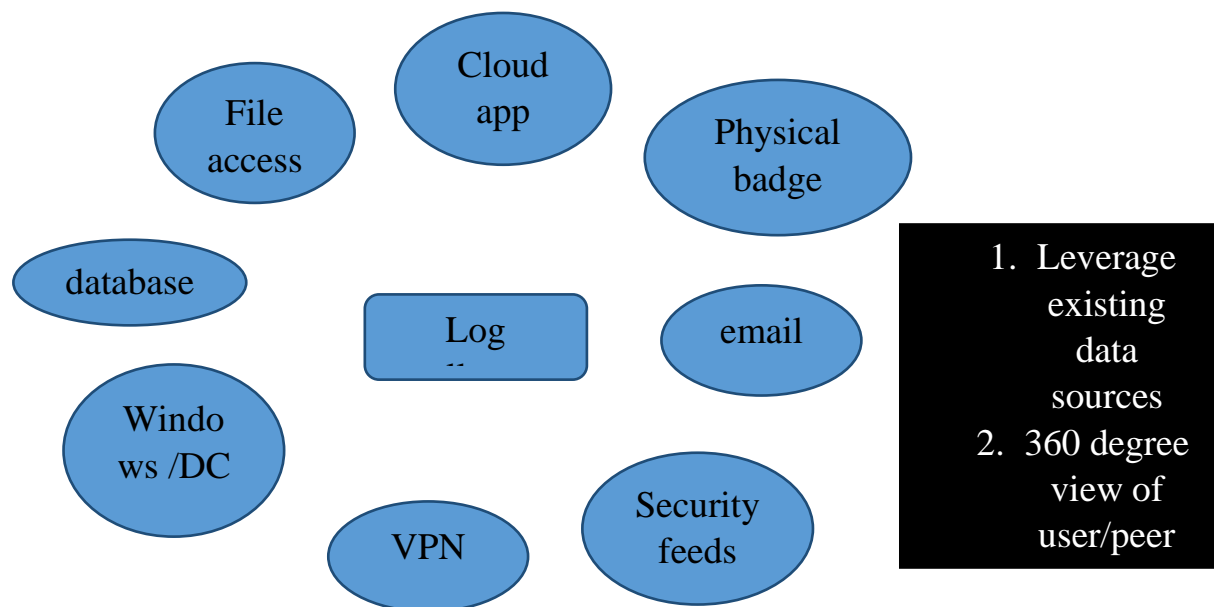 Cloud
app
File
access
Physical
badge
database
Log
email
Windo
ws /DC
VPN
Security
feeds
1. Leverage
existing
data
sources
2. 360 degree
view of
user/peer